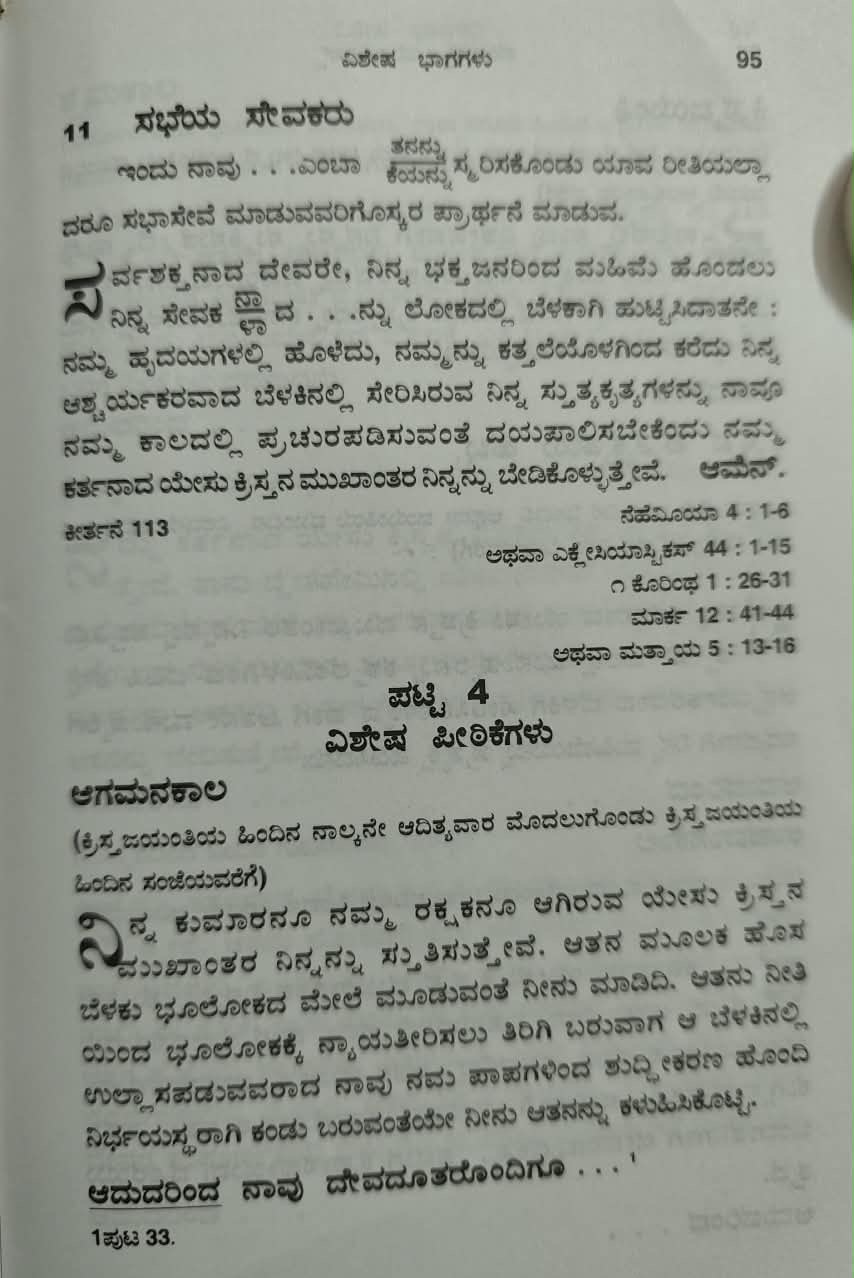 ವಿಶೇಷ ಭಾಗಗಳು 95
11 ಸಭೆಯ ಸೇವಕರು
ಇಂದು ನಾವು . . .ಎಂಬಾ ತನನ್ನು/ಕೆಯನ್ನು ಸ್ಮರಿಸಕೊಂಡು ಯಾವ ರೀತಿಯಲ್ಲಾ
ದರೂ ಸಭಾಸೇವೆ ಮಾಡುವವರಿಗೊಸ್ಕರ ಪ್ರಾರ್ಥನೆ ಮಾಡುವ.
ಸರ್ವಶಕ್ತನಾದ ದೇವರೇ, ನಿನ್ನ ಭಕ್ತಜನರಿಂದ ಮಹಿಮೆ ಹೊಂದಲು
ನಿನ್ನ ಸೇವಕ ನಾ/ಳಾ ದ . . .ನ್ನು ಲೋಕದಲ್ಲಿ ಬೆಳಕಾಗಿ ಹುಟ್ಟಿಸಿದಾತನೇ :
ನಮ್ಮ ಹೃದಯಗಳಲ್ಲಿ ಹೊಳೆದು, ನಮ್ಮನ್ನು ಕತ್ತಲೆಯೊಳಗಿಂದ ಕರೆದು ನಿನ್ನ
ಆಶ್ಚರ್ಯಕರವಾದ ಬೆಳಕಿನಲ್ಲಿ ಸೇರಿಸಿರುವ ನಿನ್ನ ಸ್ತುತ್ಯಕೃತ್ಯಗಳನ್ನು ನಾವೂ
ನಮ್ಮ ಕಾಲದಲ್ಲಿ ಪ್ರಚುರಪಡಿಸುವಂತೆ ದಯಪಾಲಿಸಬೇಕೆಂದು ನಮ್ಮ
ಕರ್ತನಾದ ಯೇಸು ಕ್ರಿಸ್ತನ ಮುಖಾಂತರ ನಿನ್ನನ್ನು ಬೇಡಿಕೊಳ್ಳುತ್ತೇವೆ. ಆಮೆನ್.
ಕೀರ್ತನೆ 113 ನೆಹೆಮಿಯಾ 4 : 1-6
ಅಥವಾ ಎಕ್ಲೇಸಿಯಾಸ್ಟಿಕಸ್ 44 : 1-15
೧ ಕೊರಿಂಥ 1 : 26-31
ಮಾರ್ಕ 12 : 41-44
ಅಥವಾ ಮತ್ತಾಯ 5 : 13-16
ಪಟ್ಟಿ 4
ವಿಶೇಷ ಪೀಠಿಕೆಗಳು
ಆಗಮನಕಾಲ
(ಕ್ರಿಸ್ತಜಯಂತಿಯ ಹಿಂದಿನ ನಾಲ್ಕನೇ ಆದಿತ್ಯವಾರ ಮೊದಲುಗೊಂಡು ಕ್ರಿಸ್ತಜಯಂತಿಯ
ಹಿಂದಿನ ಸಂಜೆಯವರೆಗೆ)
ನಿನ್ನ ಕುಮಾರನೂ ನಮ್ಮ ರಕ್ಷಕನೂ ಆಗಿರುವ ಯೇಸು ಕ್ರಿಸ್ತನ
ಮುಖಾಂತರ ನಿನ್ನನ್ನು ಸ್ತುತಿಸುತ್ತೇವೆ. ಆತನ ಮೂಲಕ ಹೊಸ
ಬೆಳಕು ಭೂಲೋಕದ ಮೇಲೆ ಮೂಡುವಂತೆ ನೀನು ಮಾಡಿದಿ. ಆತನು ನೀತಿ
ಯಿಂದ ಭೂಲೋಕಕ್ಕೆ ನ್ಯಾಯತೀರಿಸಲು ತಿರಿಗಿ ಬರುವಾಗ ಆ ಬೆಳಕಿನಲ್ಲಿ
ಉಲ್ಲಾಸಪಡುವವರಾದ ನಾವು ನಮ ಪಾಪಗಳಿಂದ ಶುದ್ಧೀಕರಣ ಹೊಂದಿ
ನಿರ್ಭಯಸ್ಥರಾಗಿ ಕಂಡು ಬರುವಂತೆಯೇ ನೀನು ಆತನನ್ನು ಕಳುಹಿಸಿಕೊಟ್ಟಿ.
ಆದುದರಿಂದ ನಾವು ದೇವದೂತರೊಂದಿಗೂ . . . ¹
1ಪುಟ 33.